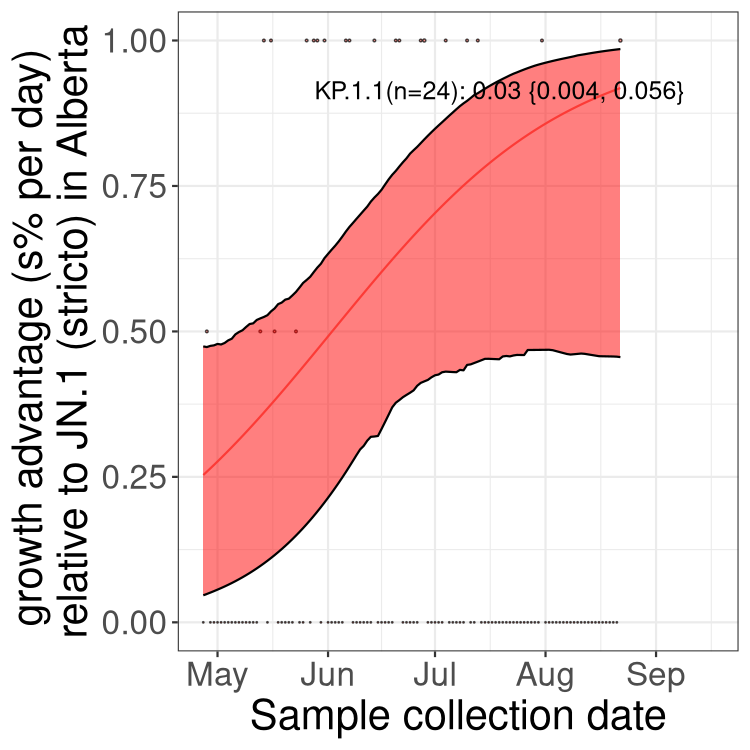 growth advantage (s% per day)
relative to JN.1 (stricto) in Alberta
1.00
0.75
0.50
0.25
0.00
KP.1.1(n=24): 0.03 {0.004, 0.056}
May Jun Jul Aug Sep
Sample collection date